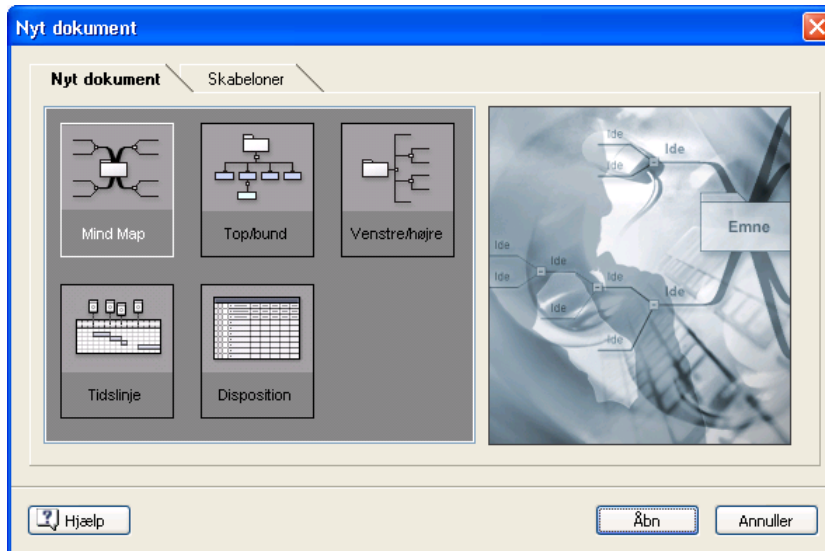 Nyt dokument
Nyt dokument Skabeloner
Mind Map Top/bund Venstre/højre
Tidslinje Disposition
Ide
Ide
Ide
Emne
Ide
Ide
Ide
Ide
Ide
Ide
Ide
Hjælp Åbn Annuller